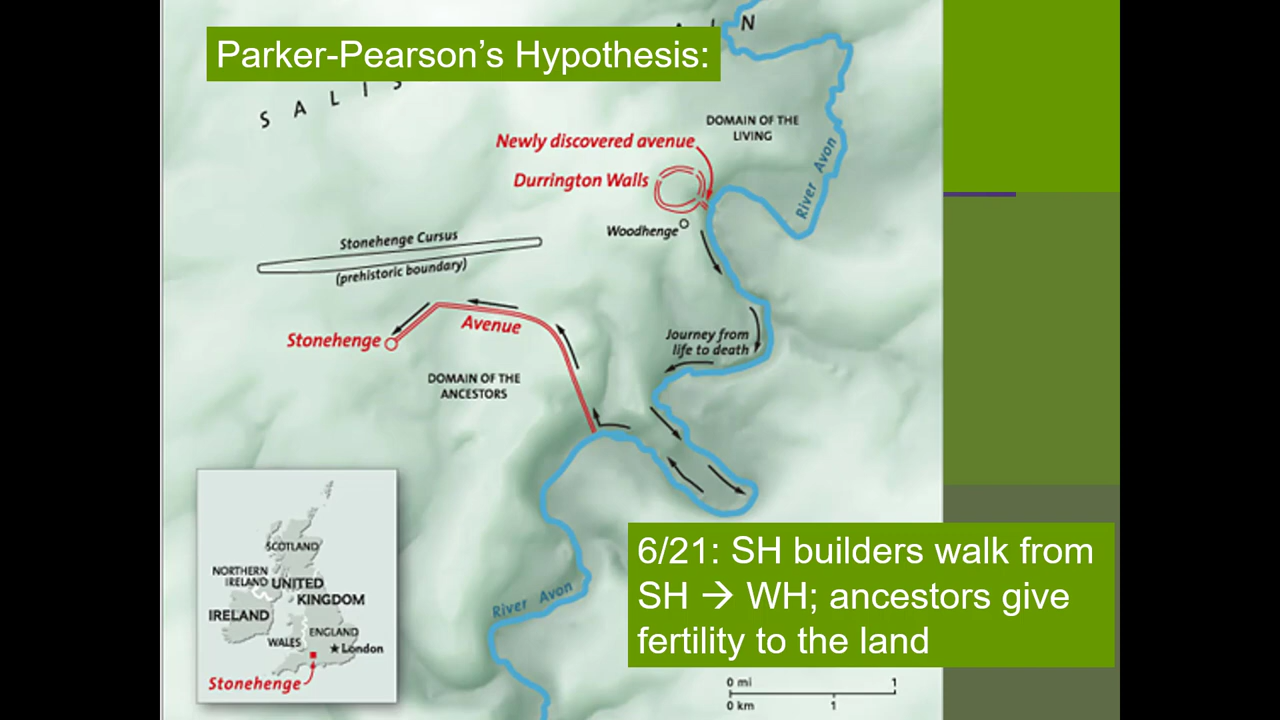 Parker-Pearson's Hypothesis:
S A L I S
A I N
DOMAIN OF THE
LIVING
Newly discovered avenue
Durrington Walls
Woodhenge
River Avon
Stonehenge Cursus
(prehistoric boundary)
Avenue
Stonehenge
Journey from
life to death
DOMAIN OF THE
ANCESTORS
SCOTLAND
NORTHERN
IRELAND
UNITED
KINGDOM
IRELAND
WALES
ENGLAND
London
Stonehenge
River Avon
6/21: SH builders walk from
SH → WH; ancestors give
fertility to the land
0 mi 1
0 km 1